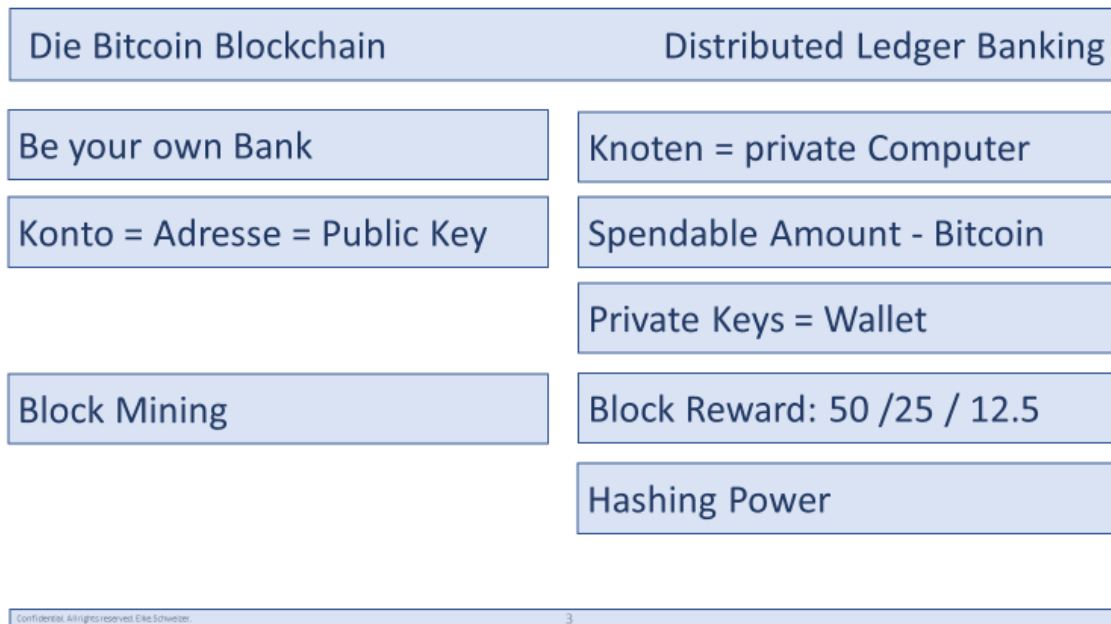 Die Bitcoin Blockchain Distributed Ledger Banking
Be your own Bank
Knoten = private Computer
Konto = Adresse = Public Key
Spendable Amount - Bitcoin
Private Keys = Wallet
Block Mining
Block Reward: 50 /25 / 12.5
Hashing Power
Confidential. All rights reserved. Elke Schweizer.
3